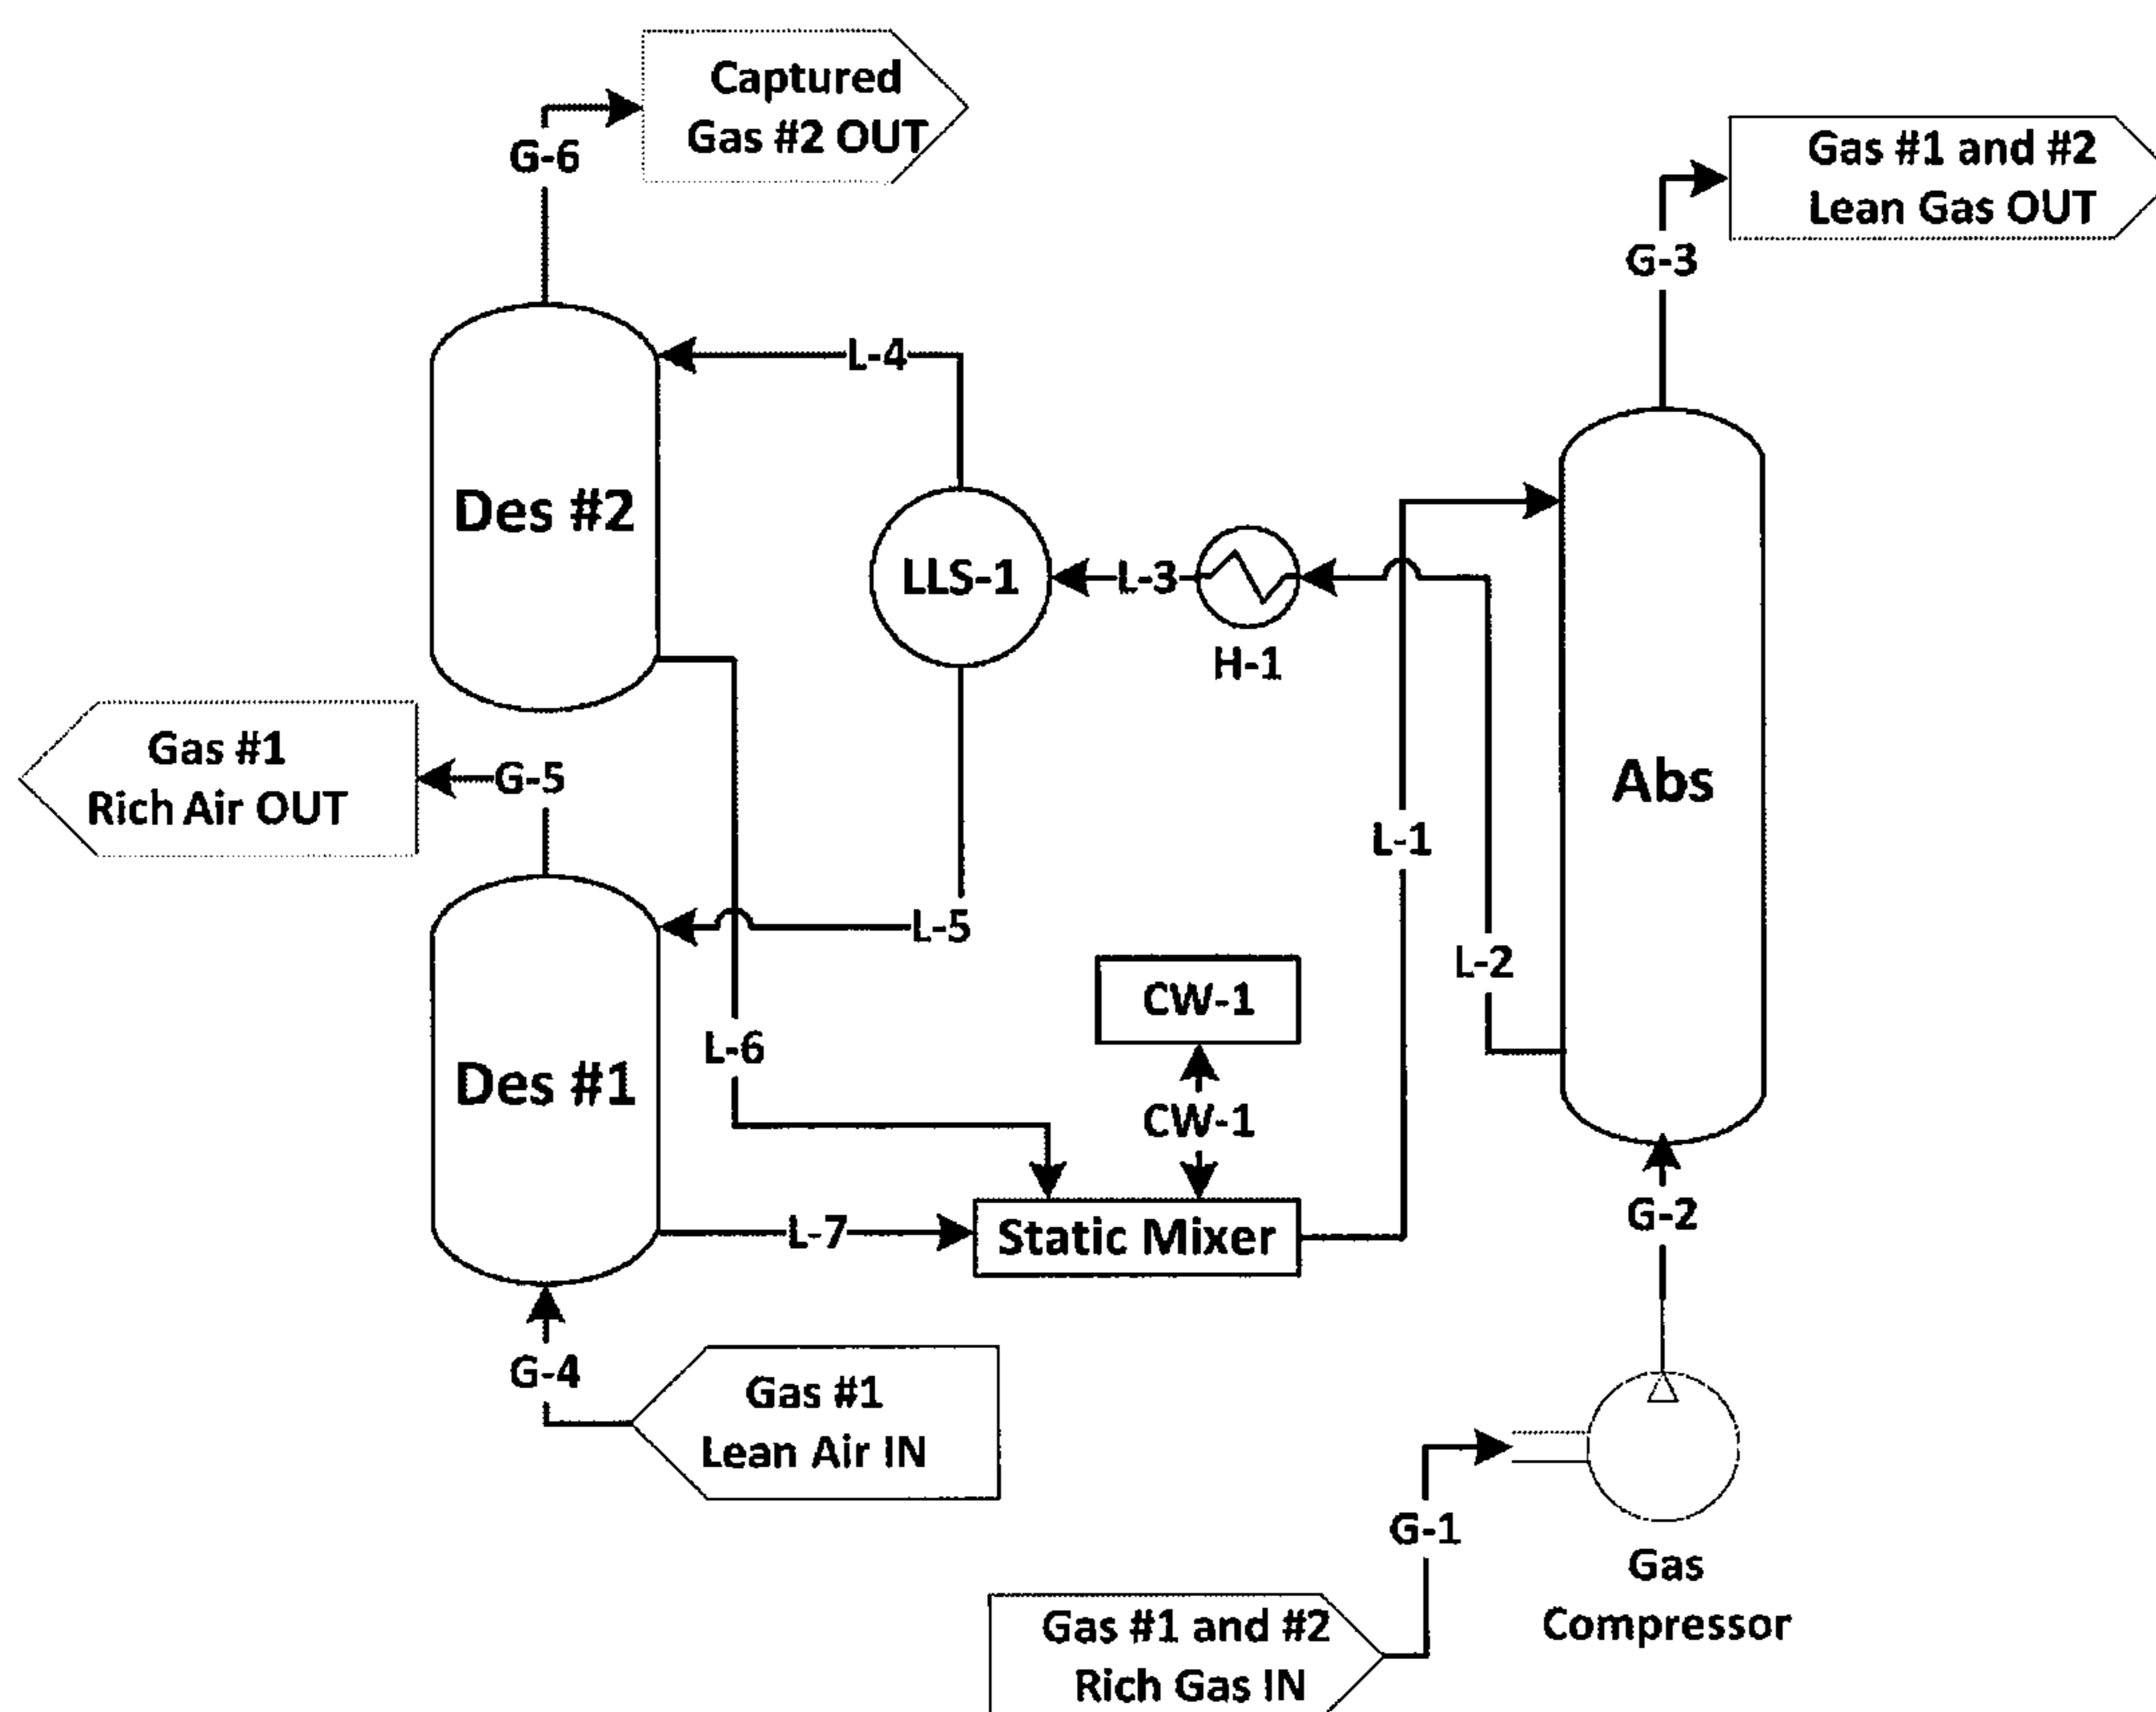 Captured
Gas #2 OUT
G-6
Gas #1 and #2
Lean Gas OUT
G-3
L-4
Des #2
LLS-1
L-3
H-1
Gas #1
Rich Air OUT
G-5
Abs
L-1
L-5
L-2
CW-1
L-6
Des #1
CW-1
L-7
Static Mixer
G-2
G-4
Gas #1
Lean Air IN
G-1
Gas
Compressor
Gas #1 and #2
Rich Gas IN